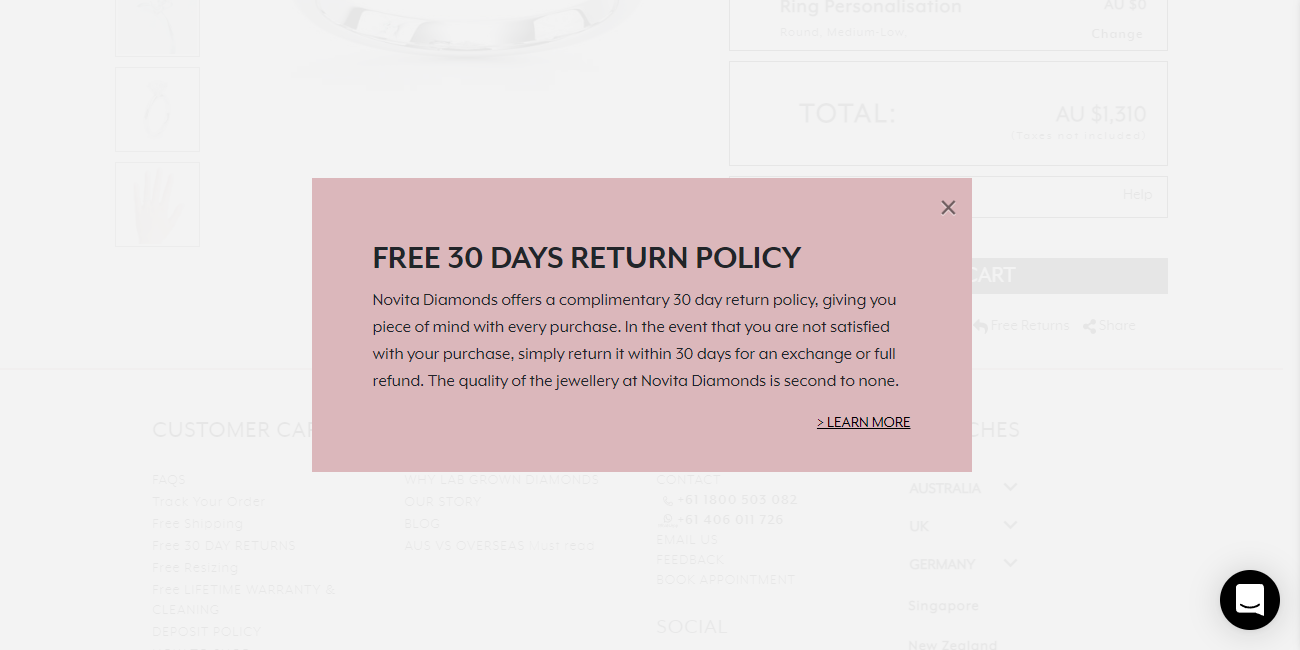 Ring Personalisation
AU $0
Round, Medium-Low,
Change
TOTAL:
AU $1,310
(Taxes not included)
Help
FREE 30 DAYS RETURN POLICY
Novita Diamonds offers a complimentary 30 day return policy, giving you
piece of mind with every purchase. In the event that you are not satisfied
with your purchase, simply return it within 30 days for an exchange or full
refund. The quality of the jewellery at Novita Diamonds is second to none.
> LEARN MORE
CART
Free Returns
Share
CUSTOMER CAR
FAQS
Track Your Order
Free Shipping
Free 30 DAY RETURNS
Free Resizing
Free LIFETIME WARRANTY &
CLEANING
DEPOSIT POLICY
WHY LAB GROWN DIAMONDS
OUR STORY
BLOG
AUS VS OVERSEAS
CONTACT
+61 1800 503 082
+61 406 011 726
EMAIL US
FEEDBACK
BOOK APPOINTMENT
SOCIAL
CHES
AUSTRALIA
UK
GERMANY
Singapore
New Zealand